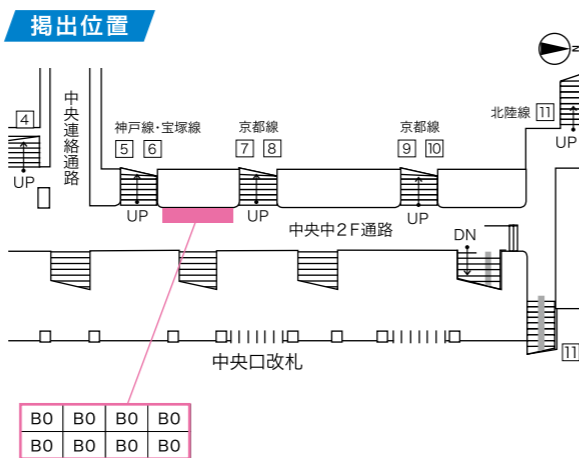 掲出位置
N
4
中央連絡通路
神戸線・宝塚線
5 6
京都線
7 8
京都線
9 10
北陸線 11
UP
UP
UP
UP
UP
中央中2F通路
DN
中央口改札
11
B0 B0 B0 B0
B0 B0 B0 B0